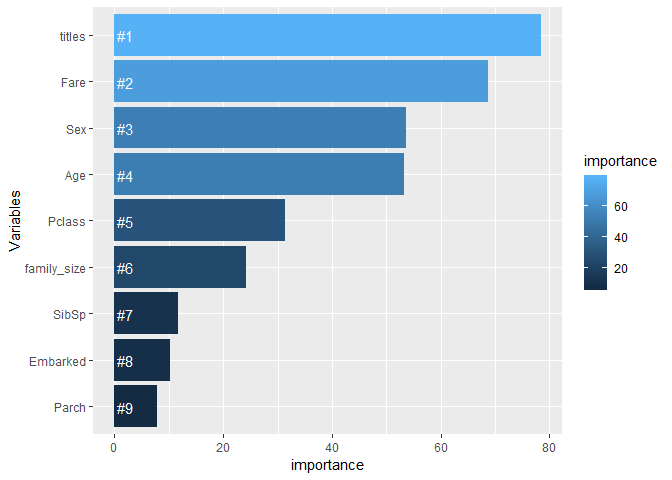 titles #1
Fare #2
Sex #3
Age #4
Pclass #5
family_size #6
SibSp #7
Embarked #8
Parch #9
Variables
0 20 40 60 80
importance
importance
60
40
20